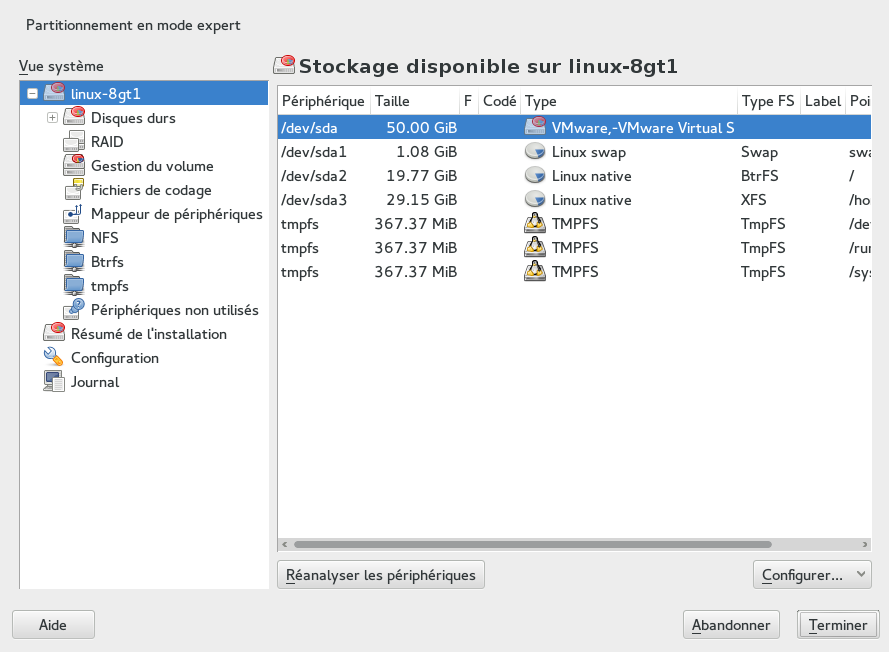 Partitionnement en mode expert
Vue système
linux-8gt1
Disques durs
RAID
Gestion du volume
Fichiers de codage
Mappeur de périphériques
NFS
Btrfs
tmpfs
Périphériques non utilisés
Résumé de l'installation
Configuration
Journal
Stockage disponible sur linux-8gt1
Périphérique Taille F Codé Type Type FS Label Poi
/dev/sda 50.00 GiB VMware,-VMware Virtual S
/dev/sda1 1.08 GiB Linux swap Swap swa
/dev/sda2 19.77 GiB Linux native BtrFS /
/dev/sda3 29.15 GiB Linux native XFS /ho
tmpfs 367.37 MiB TMPFS TmpFS /de
tmpfs 367.37 MiB TMPFS TmpFS /rur
tmpfs 367.37 MiB TMPFS TmpFS /sys
Réanalyser les périphériques Configurer...
Aide Abandonner Terminer